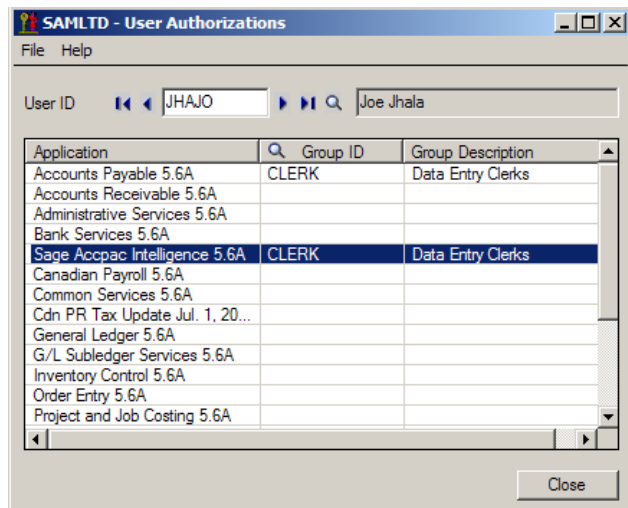 SAMLTD - User Authorizations
File Help
User ID JHAJO Joe Jhala
Application Group ID Group Description
Accounts Payable 5.6A CLERK Data Entry Clerks
Accounts Receivable 5.6A
Administrative Services 5.6A
Bank Services 5.6A
Sage Accpac Intelligence 5.6A CLERK Data Entry Clerks
Canadian Payroll 5.6A
Common Services 5.6A
Cdn PR Tax Update Jul. 1, 20...
General Ledger 5.6A
G/L Subledger Services 5.6A
Inventory Control 5.6A
Order Entry 5.6A
Project and Job Costing 5.6A
Close